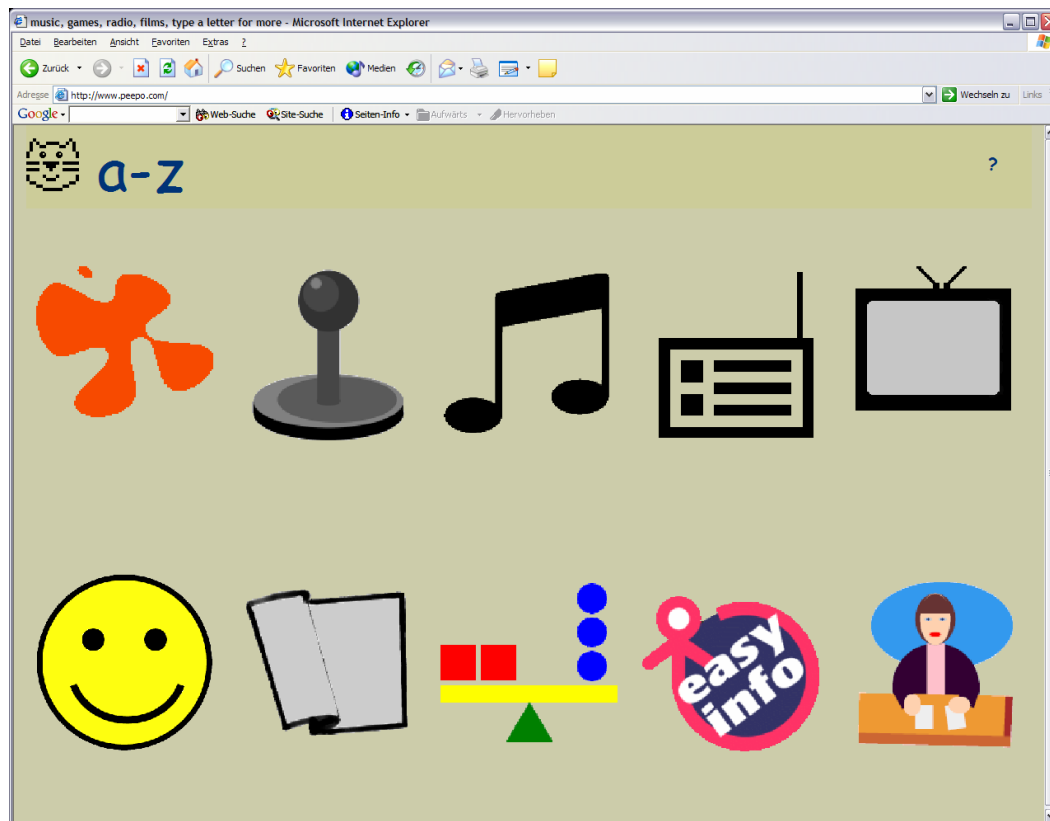 music, games, radio, films, type a letter for more - Microsoft Internet Explorer
Datei Bearbeiten Ansicht Favoriten Extras ?
Zurück Suchen Favoriten Medien
Adresse http://www.peepo.com/ Wechseln zu Links
Google Web-Suche Site-Suche Seiten-Info Aufwärts Hervorheben
a-z ?
easy
info